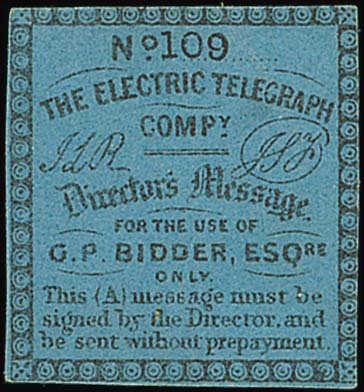 No. 109
THE ELECTRIC TELEGRAPH
COMPY
Director's Message.
FOR THE USE OF
G. P. BIDDER, ESQRE
ONLY.
This (A) message must be
signed by the Director, and
be sent without prepayment.